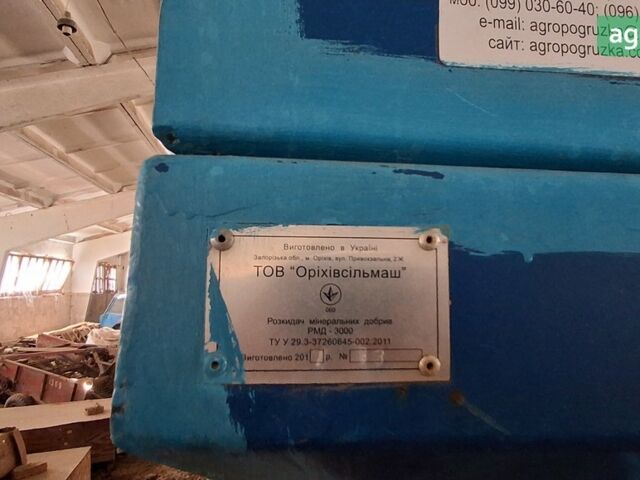 моб. (099) 030-60-40; (096)
e-mail: agropogruzka
сайт: agropogruzka.co
ag
Виготовлено в Україні
Запорізька обл., м. Оріхів, вул. Привокзальна, 2Ж
ТОВ "Оріхівсільмаш"
Розкидач мінеральних добрив
РМД - 3000
ТУ У 29.3-37260645-002:2011
Виготовлено 201 р. №